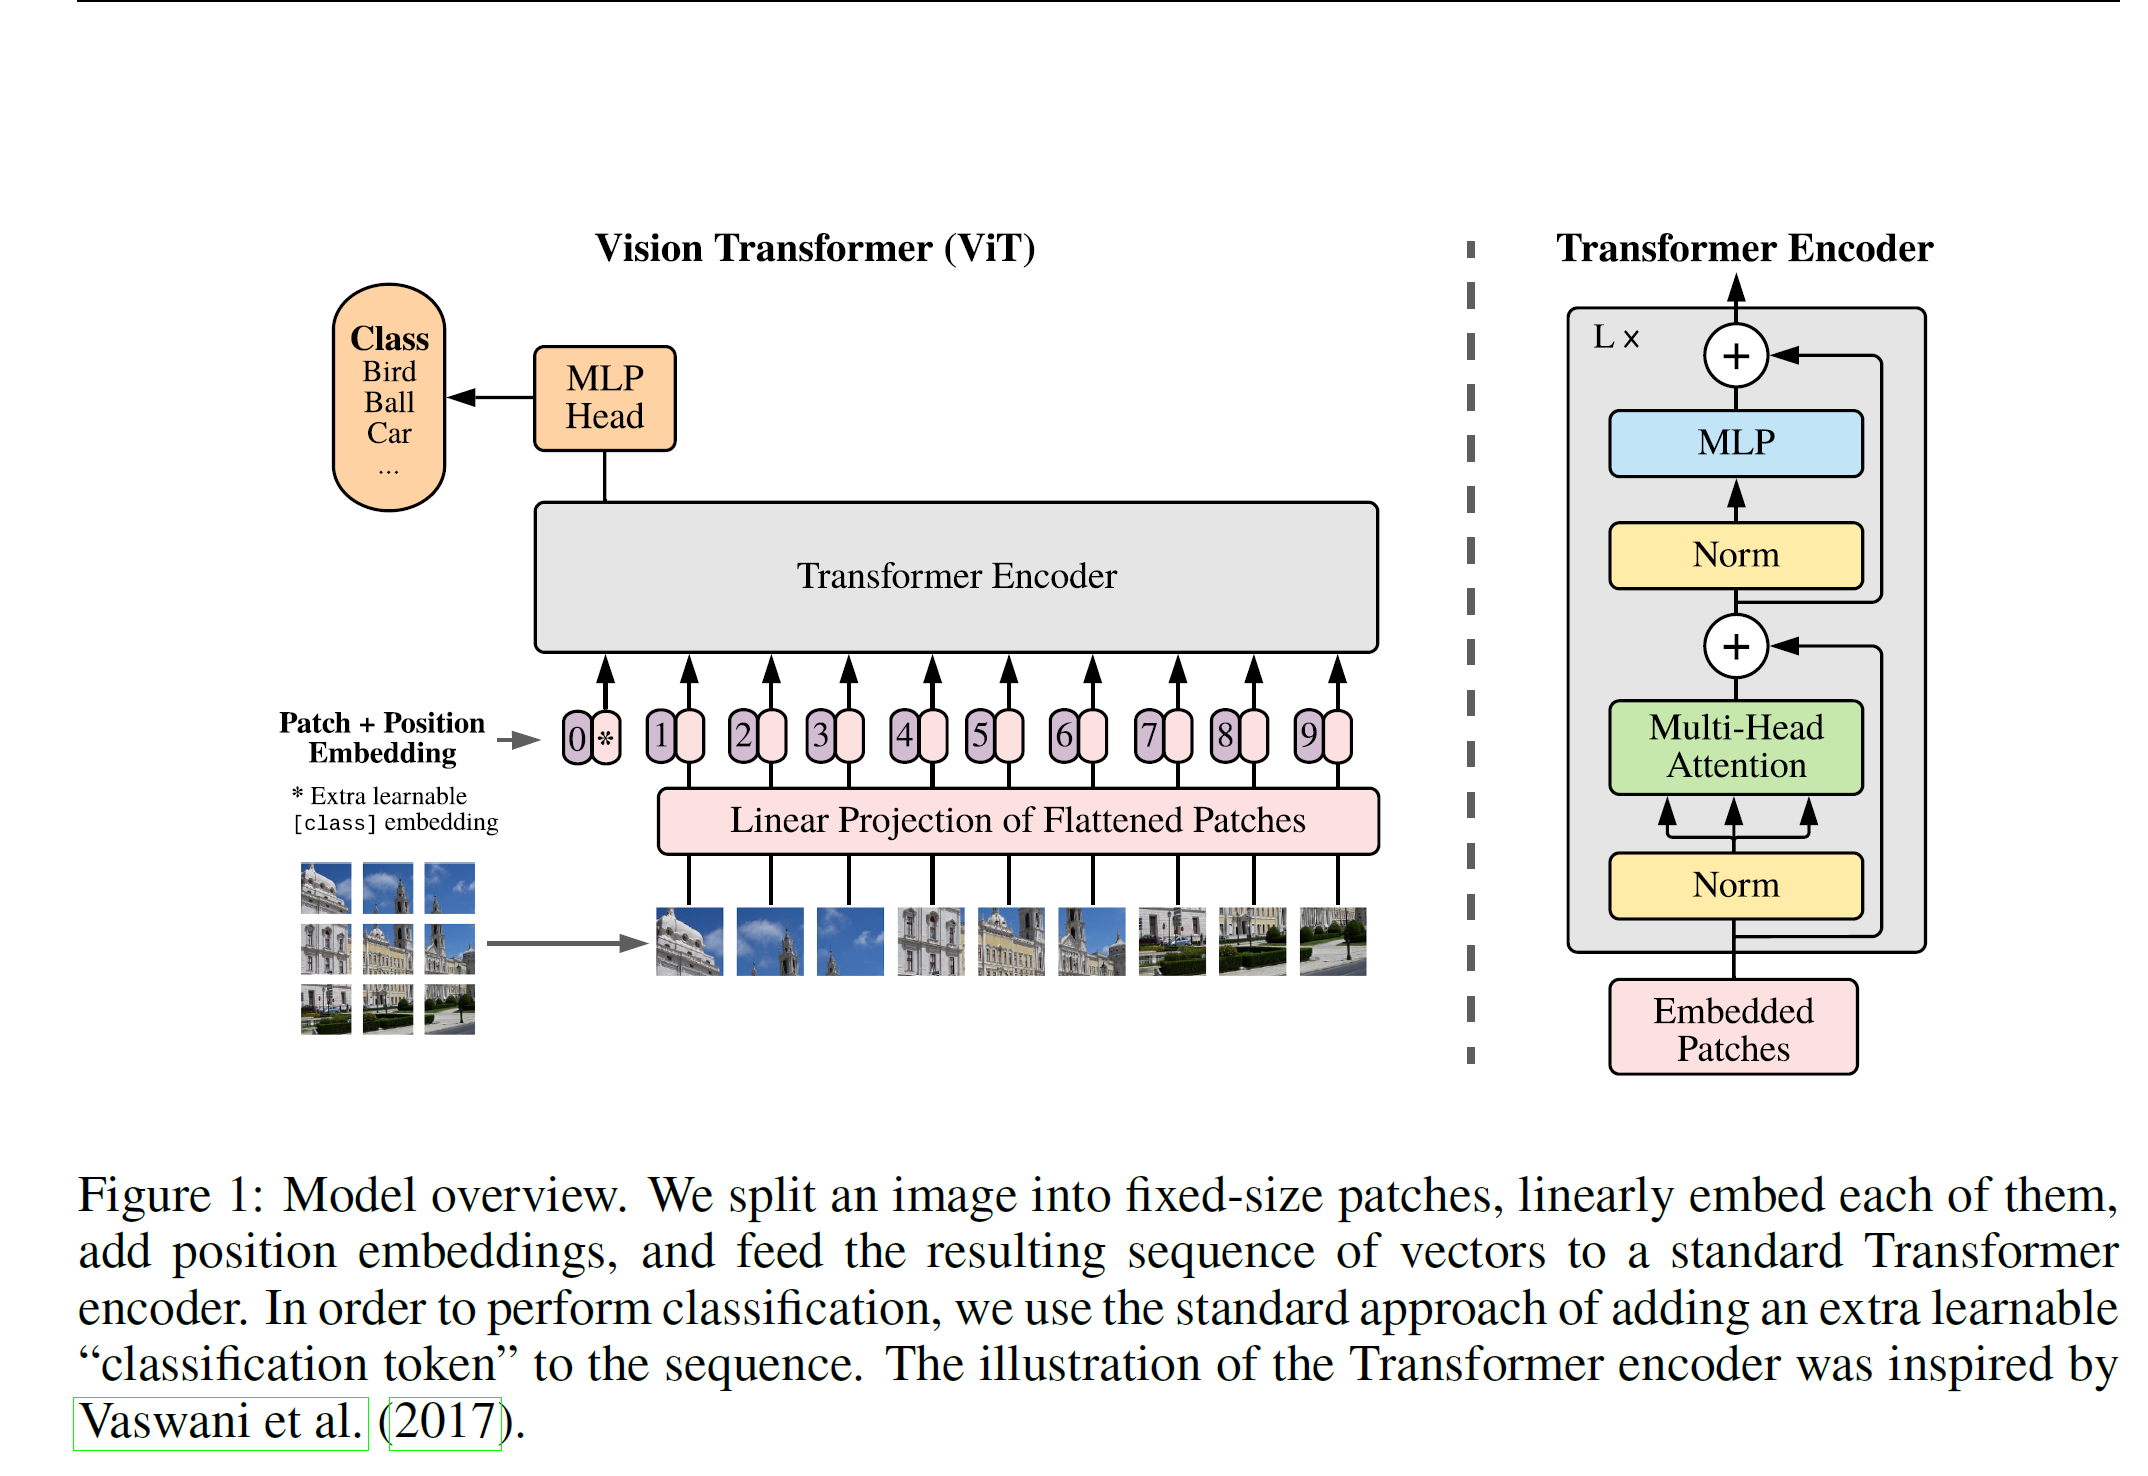 Vision Transformer (ViT)
Class
Bird
Ball
Car
...
MLP
Head
Transformer Encoder
Patch + Position
Embedding
0 * 1 2 3 4 5 6 7 8 9
* Extra learnable
[class] embedding
Linear Projection of Flattened Patches
Transformer Encoder
L ×
+
MLP
Norm
+
Multi-Head
Attention
Norm
Embedded
Patches
Figure 1: Model overview. We split an image into fixed-size patches, linearly embed each of them,
add position embeddings, and feed the resulting sequence of vectors to a standard Transformer
encoder. In order to perform classification, we use the standard approach of adding an extra learnable
“classification token” to the sequence. The illustration of the Transformer encoder was inspired by
Vaswani et al. (2017).